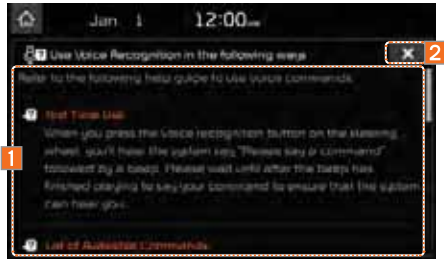 Jan 1 12:00
Use Voice Recognition in the following ways
2
Refer to the following help guide to use voice commands.
First Time Use
When you press the Voice recognition button on the steering
wheel, you'll hear the system say "Please say a command"
1
followed by a beep. Please wait until after the beep has
finished playing to say your command to ensure that the system
can hear you.
List of Available Commands